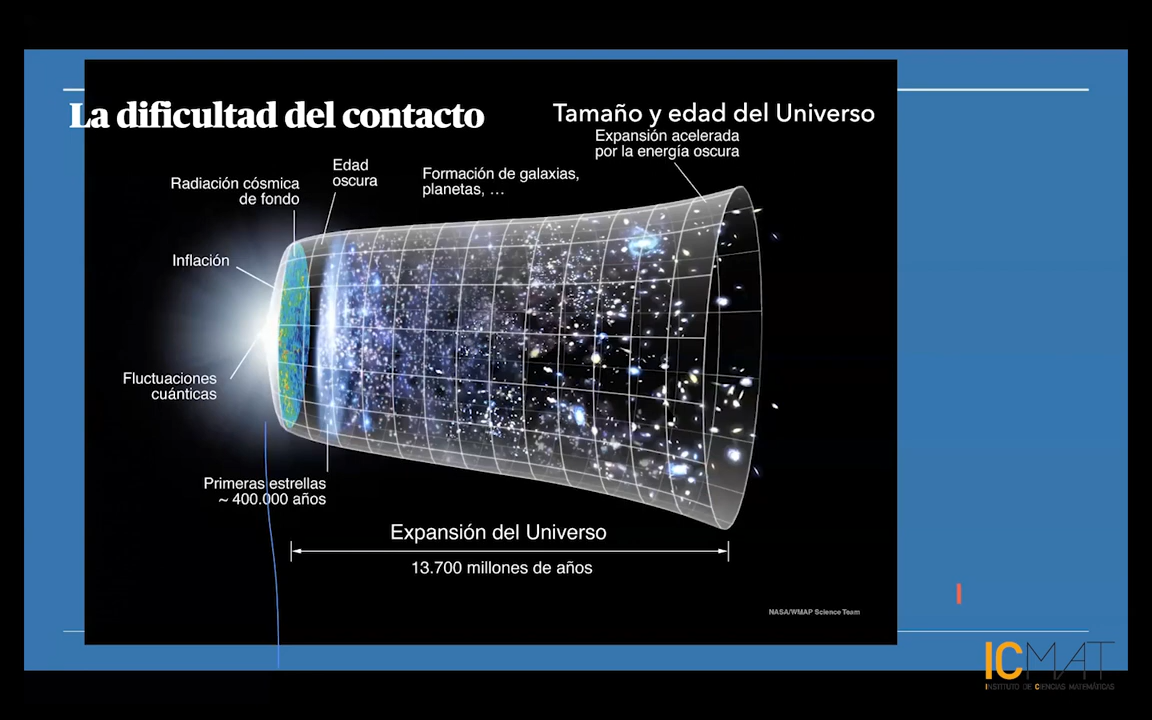 La dificultad del contacto
Tamaño y edad del Universo
Expansión acelerada
por la energía oscura
Edad
oscura
Formación de galaxias,
planetas, ...
Radiación cósmica
de fondo
Inflación
Fluctuaciones
cuánticas
Primeras estrellas
~ 400.000 años
Expansión del Universo
13.700 millones de años
NASA/WMAP Science Team
ICMAT
INSTITUTO DE CIENCIAS MATEMÁTICAS